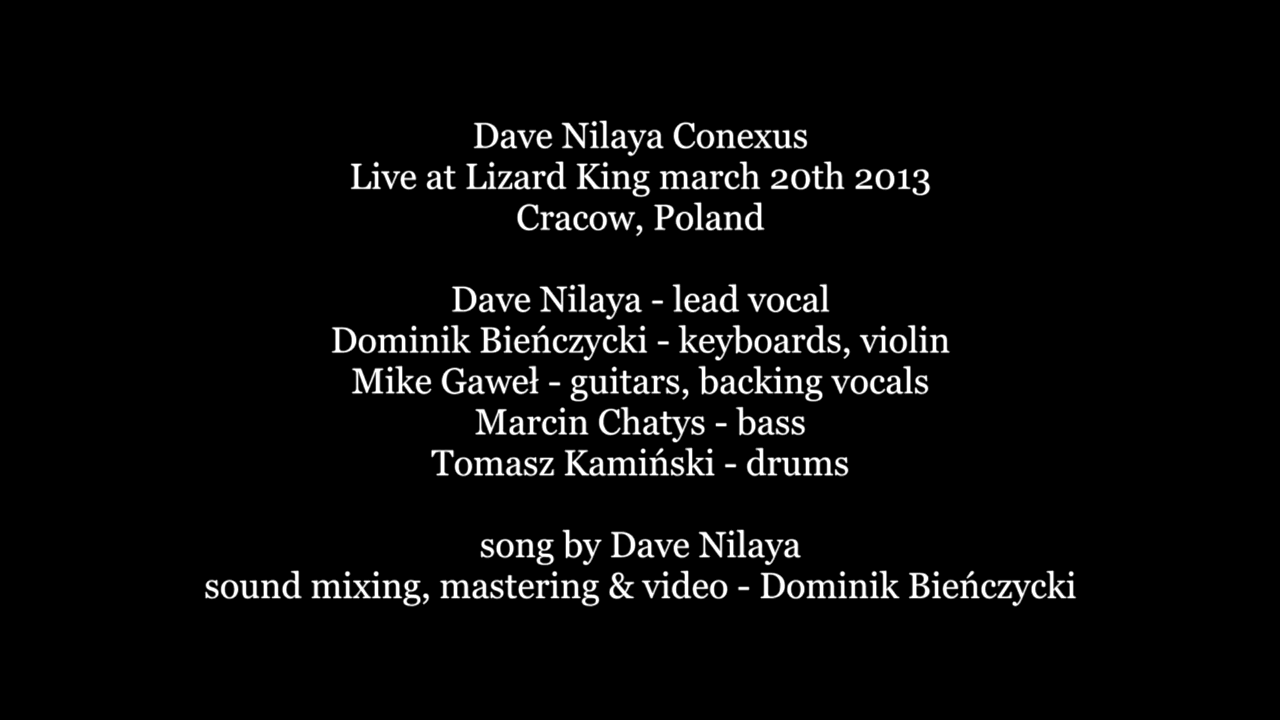 Dave Nilaya Conexus
Live at Lizard King march 20th 2013
Cracow, Poland
Dave Nilaya - lead vocal
Dominik Bieńczycki - keyboards, violin
Mike Gaweł - guitars, backing vocals
Marcin Chatys - bass
Tomasz Kamiński - drums
song by Dave Nilaya
sound mixing, mastering & video - Dominik Bieńczycki